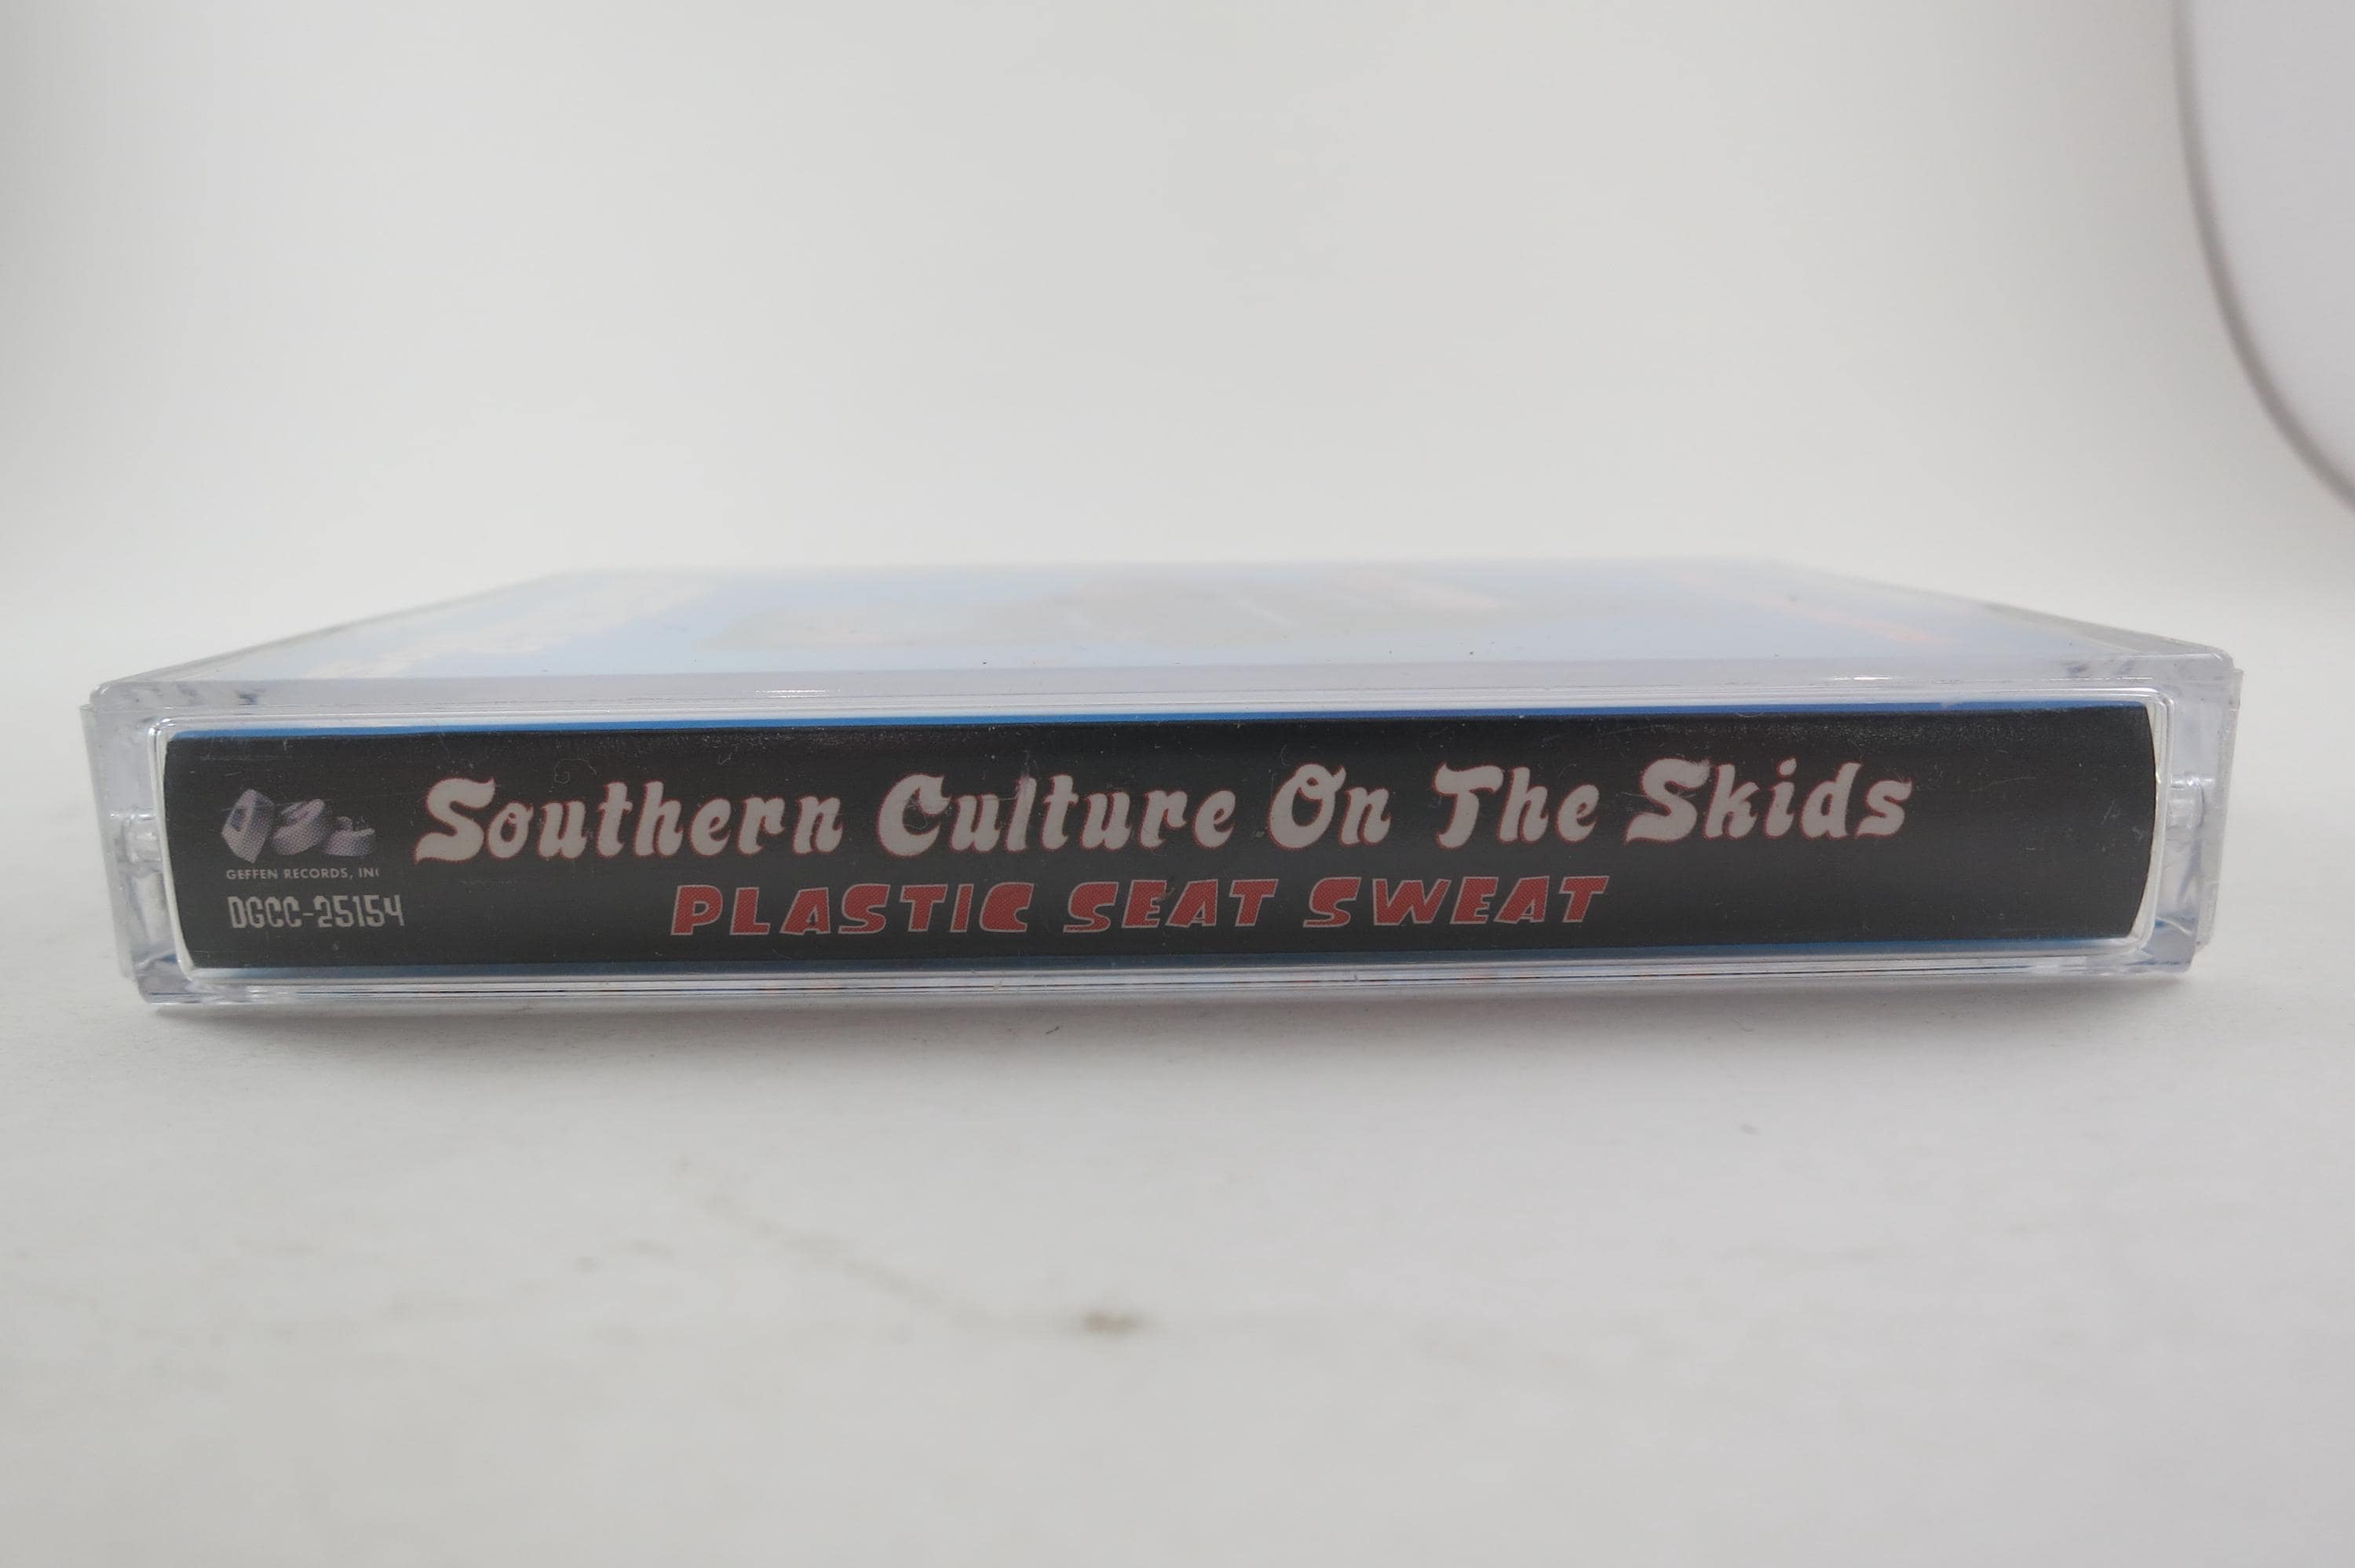 Southern Culture On The Skids
GEFFEN RECORDS, INC
DGCC-25154
PLASTIC SEAT SWEAT